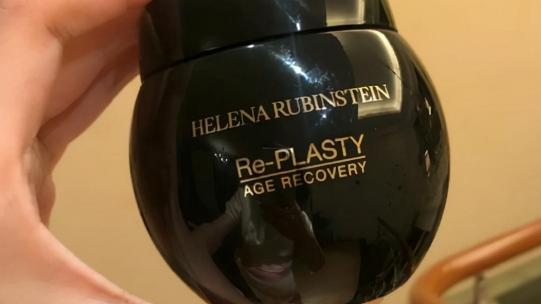 HELENA RUBINSTEIN
Re-PLASTY
AGE RECOVERY